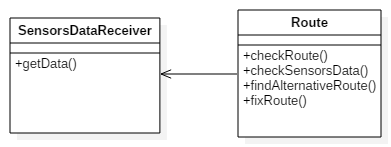 SensorsDataReceiver
+getData()
Route
+checkRoute()
+checkSensorsData()
+findAlternativeRoute()
+fixRoute()